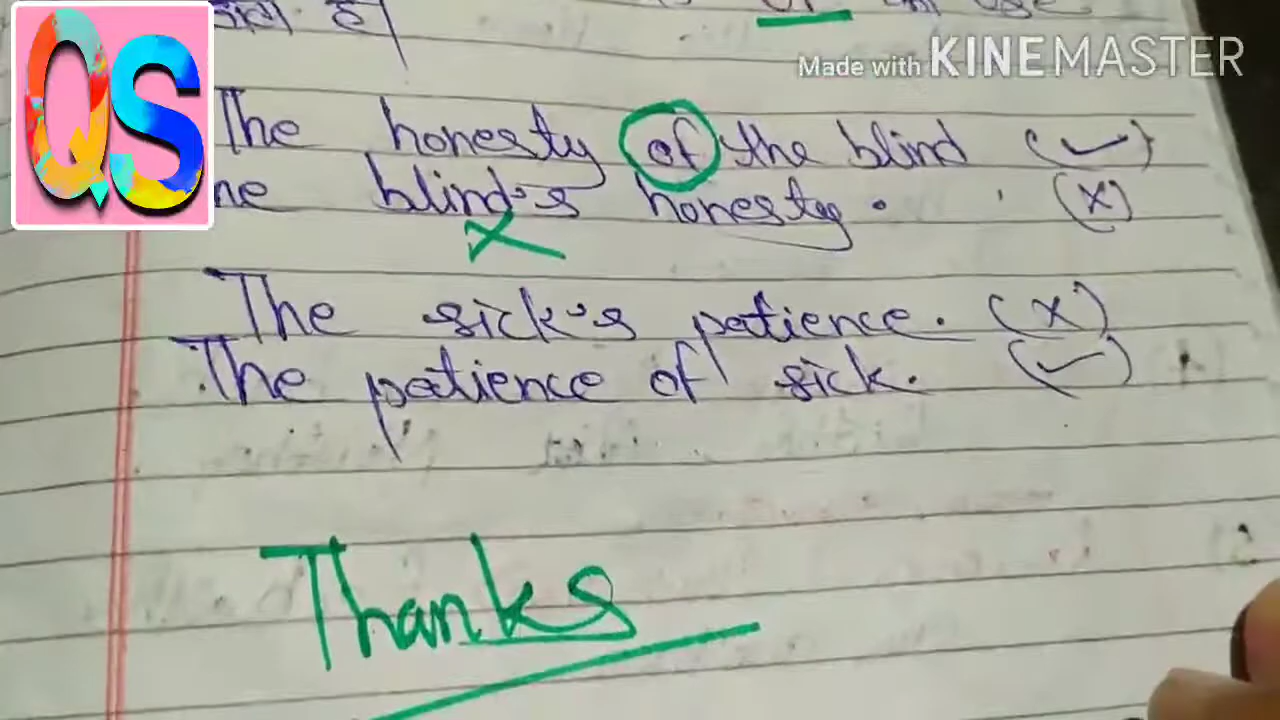 QS
Made with KINEMASTER
है
The honesty of the blind (✓)
he blind's honesty. (x)
The sick's patience. (x)
The patience of sick. (✓)
Thanks